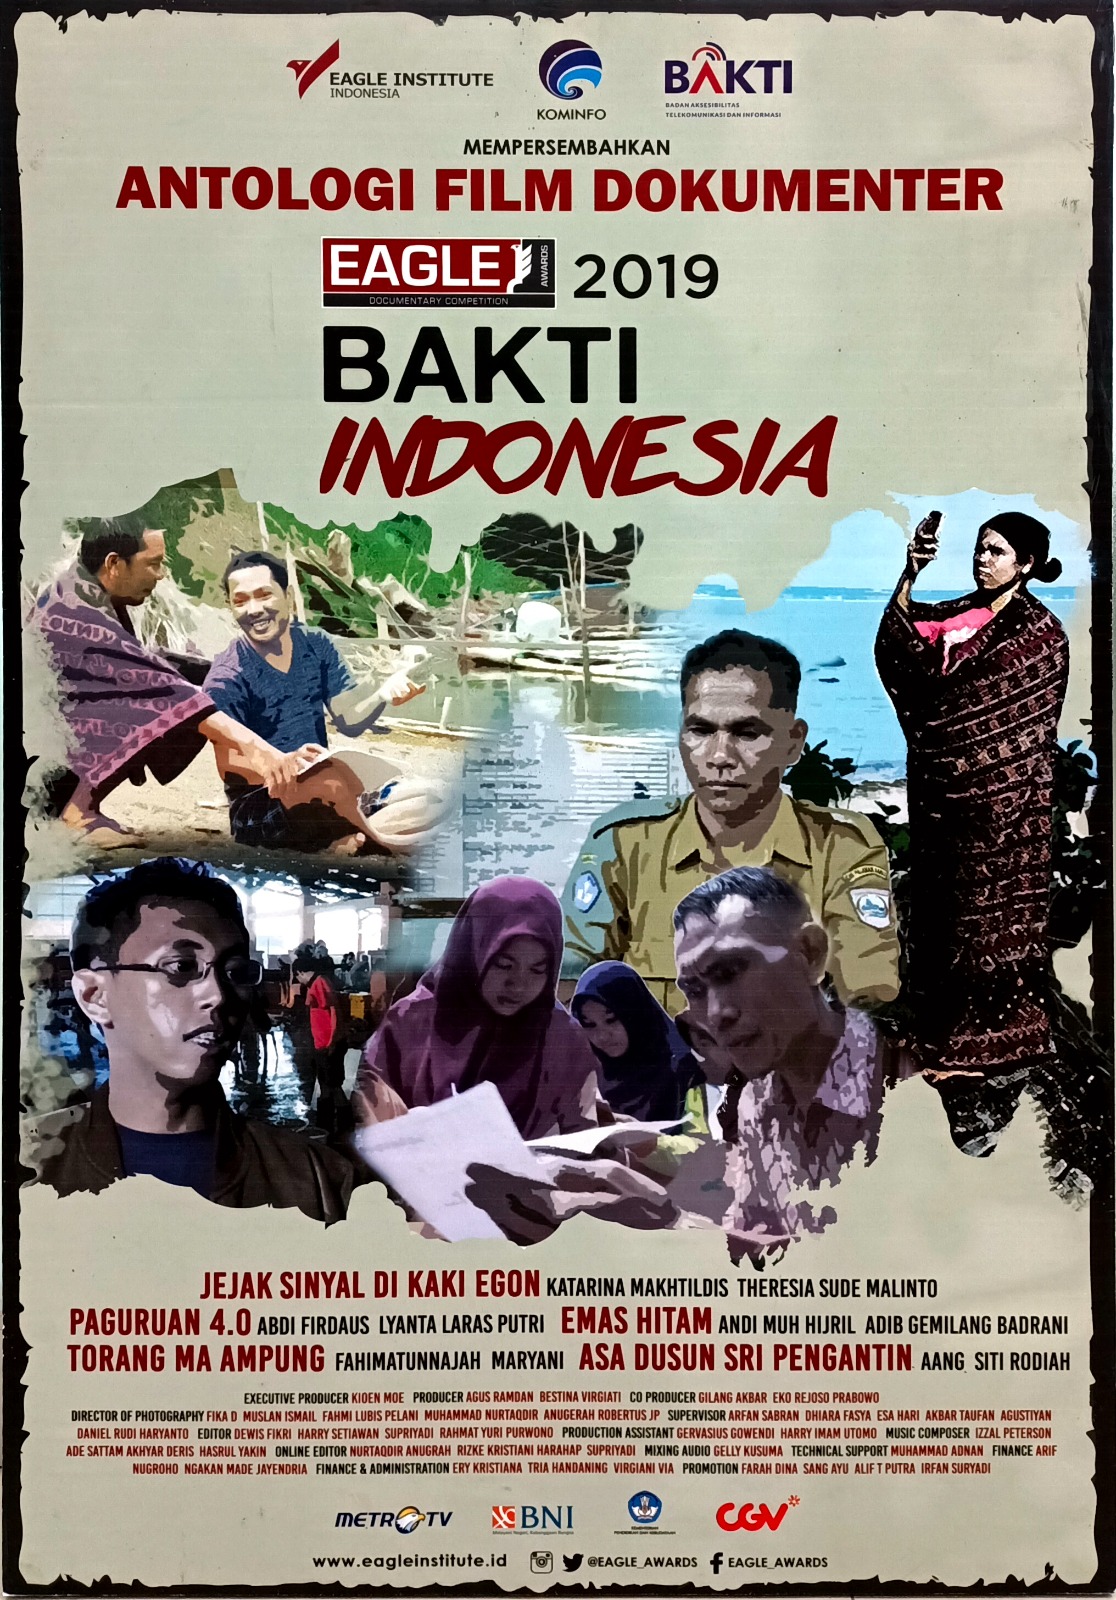 EAGLE INSTITUTE
INDONESIA
KOMINFO
BAKTI
BADAN AKSESIBILITAS
TELEKOMUNIKASI DAN INFORMASI
MEMPERSEMBAHKAN
ANTOLOGI FILM DOKUMENTER
EAGLE AWARDS 2019
DOCUMENTARY COMPETITION
BAKTI
INDONESIA
JEJAK SINYAL DI KAKI EGON KATARINA MAKHTILDIS THERESIA SUDE MALINTO
PAGURUAN 4.0 ABDI FIRDAUS LYANTA LARAS PUTRI EMAS HITAM ANDI MUH HIJRIL ADIB GEMILANG BADRANI
TORANG MA AMPUNG FAHIMATUNNAJAH MARYANI ASA DUSUN SRI PENGANTIN AANG SITI RODIAH
EXECUTIVE PRODUCER KIOEN MOE PRODUCER AGUS RAMDAN BESTINA VIRGIATI CO PRODUCER GILANG AKBAR EKO REJOSO PRABOWO
DIRECTOR OF PHOTOGRAPHY FIKA D MUSLAN ISMAIL FAHMI LUBIS PELANI MUHAMMAD NURTAQDIR ANUGERAH ROBERTUS JP SUPERVISOR ARFAN SABRAN DHIARA FASYA ESA HARI AKBAR TAUFAN AGUSTIYAN
DANIEL RUDI HARYANTO EDITOR DEWIS FIKRI HARRY SETIAWAN SUPRIYADI RAHMAT YURI PURWONO PRODUCTION ASSISTANT GERVASIUS GOWENDI HARRY IMAM UTOMO MUSIC COMPOSER IZZAL PETERSON
ADE SATTAM AKHYAR DERIS HASRUL YAKIN ONLINE EDITOR NURTAQDIR ANUGRAH RIZKE KRISTIANI HARAHAP SUPRIYADI MIXING AUDIO GELLY KUSUMA TECHNICAL SUPPORT MUHAMMAD ADNAN FINANCE ARIF
NUGROHO NGAKAN MADE JAYENDRIA FINANCE & ADMINISTRATION ERY KRISTIANA TRIA HANDANING VIRGIANI VIA PROMOTION FARAH DINA SANG AYU ALIF T PUTRA IRFAN SURYADI
METRO TV BNI CGV
www.eagleinstitute.id @EAGLE_AWARDS EAGLE_AWARDS